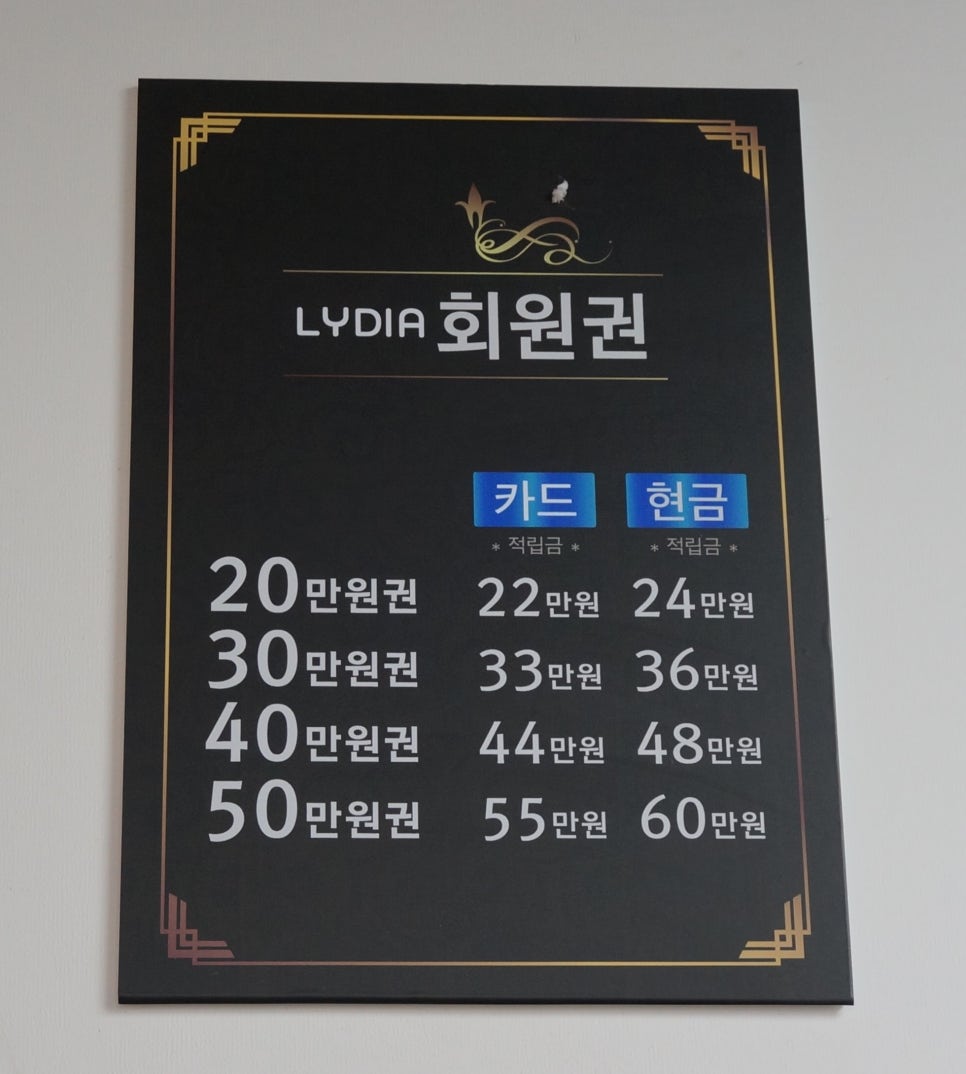 LYDIA 회원권
카드 현금
* 적립금 * * 적립금 *
20만원권 22만원 24만원
30만원권 33만원 36만원
40만원권 44만원 48만원
50만원권 55만원 60만원